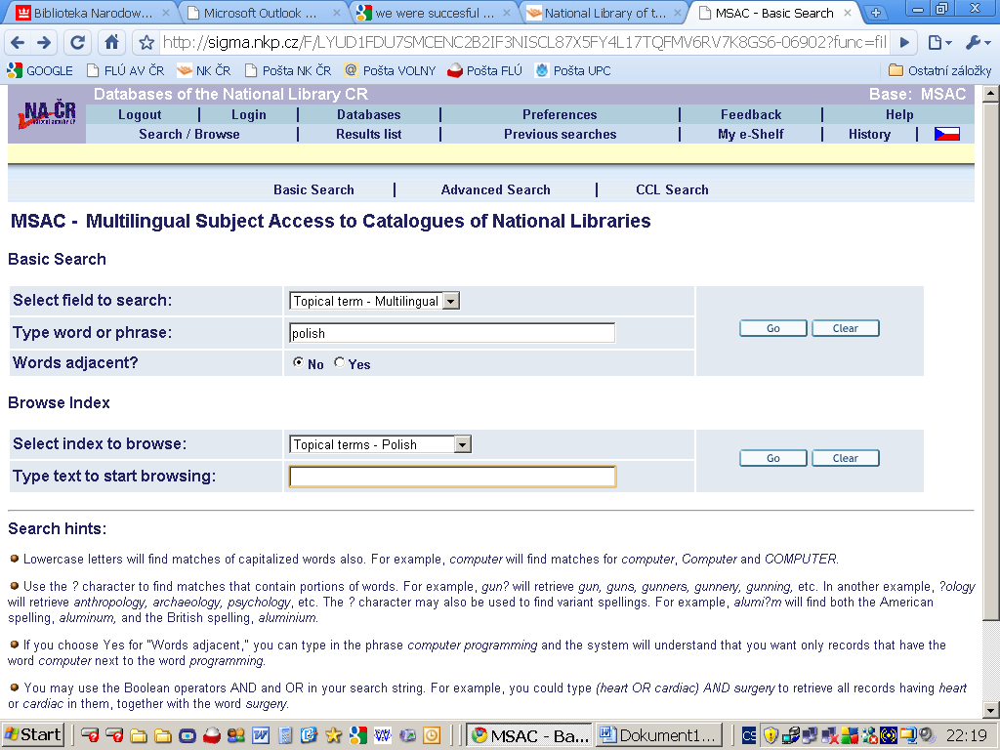 Biblioteka Narodow...
Microsoft Outlook ...
we were succesful ...
National Library of t...
MSAC - Basic Search
http://sigma.nkp.cz/F/LYUD1FDU7SMCENC2B2IF3NISCL87X5FY4L17TQFMV6RV7K8GS6-06902?func=fil
GOOGLE
FLÚ AV ČR
NK ČR
Pošta NK ČR
Pošta VOLNY
Pošta FLÚ
Pošta UPC
Ostatní záložky
NA-ČR
Databases of the National Library CR
Base: MSAC
Logout | Login | Databases | Preferences | Feedback | Help
Search / Browse | Results list | Previous searches | My e-Shelf | History |
Basic Search | Advanced Search | CCL Search
MSAC - Multilingual Subject Access to Catalogues of National Libraries
Basic Search
Select field to search:
Topical term - Multilingual
Type word or phrase:
polish
Go
Clear
Words adjacent?
No
Yes
Browse Index
Select index to browse:
Topical terms - Polish
Go
Clear
Type text to start browsing:
Search hints:
Lowercase letters will find matches of capitalized words also. For example, computer will find matches for computer, Computer and COMPUTER.
Use the ? character to find matches that contain portions of words. For example, gun? will retrieve gun, guns, gunners, gunnery, gunning, etc. In another example, ?ology
will retrieve anthropology, archaeology, psychology, etc. The ? character may also be used to find variant spellings. For example, alumi?m will find both the American
spelling, aluminum, and the British spelling, aluminium.
If you choose Yes for "Words adjacent," you can type in the phrase computer programming and the system will understand that you want only records that have the
word computer next to the word programming.
You may use the Boolean operators AND and OR in your search string. For example, you could type (heart OR cardiac) AND surgery to retrieve all records having heart
or cardiac in them, together with the word surgery.
Start
MSAC - Ba...
Dokument1...
CS
22:19